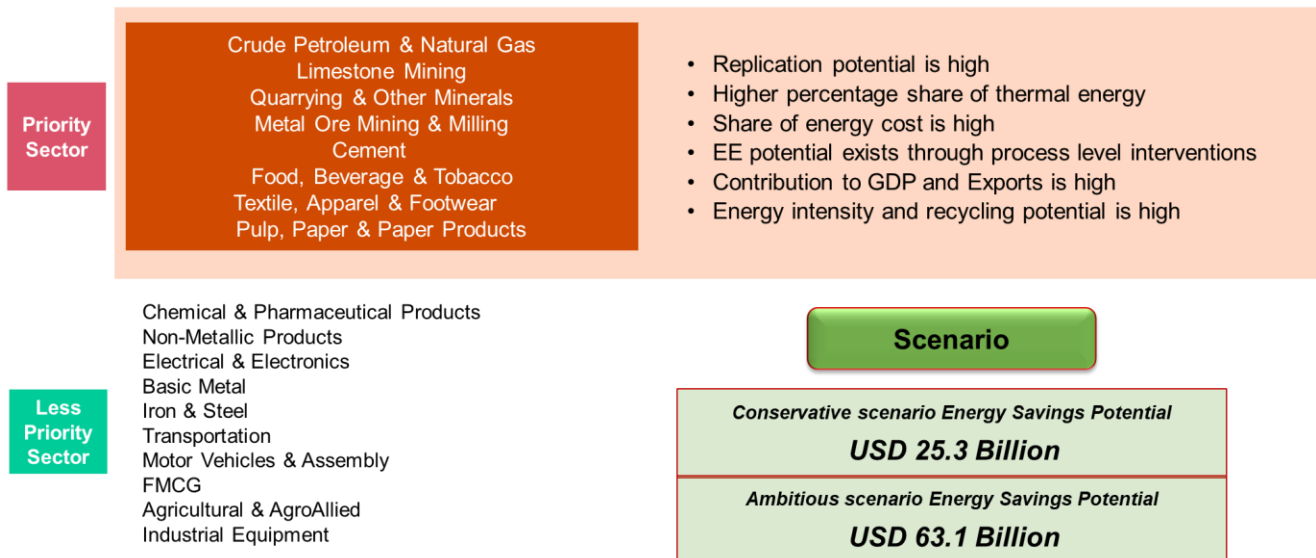 Priority
Sector
Crude Petroleum & Natural Gas
Limestone Mining
Quarrying & Other Minerals
Metal Ore Mining & Milling
Cement
Food, Beverage & Tobacco
Textile, Apparel & Footwear
Pulp, Paper & Paper Products
• Replication potential is high
• Higher percentage share of thermal energy
• Share of energy cost is high
• EE potential exists through process level interventions
• Contribution to GDP and Exports is high
• Energy intensity and recycling potential is high
Less
Priority
Sector
Chemical & Pharmaceutical Products
Non-Metallic Products
Electrical & Electronics
Basic Metal
Iron & Steel
Transportation
Motor Vehicles & Assembly
FMCG
Agricultural & AgroAllied
Industrial Equipment
Scenario
Conservative scenario Energy Savings Potential
USD 25.3 Billion
Ambitious scenario Energy Savings Potential
USD 63.1 Billion